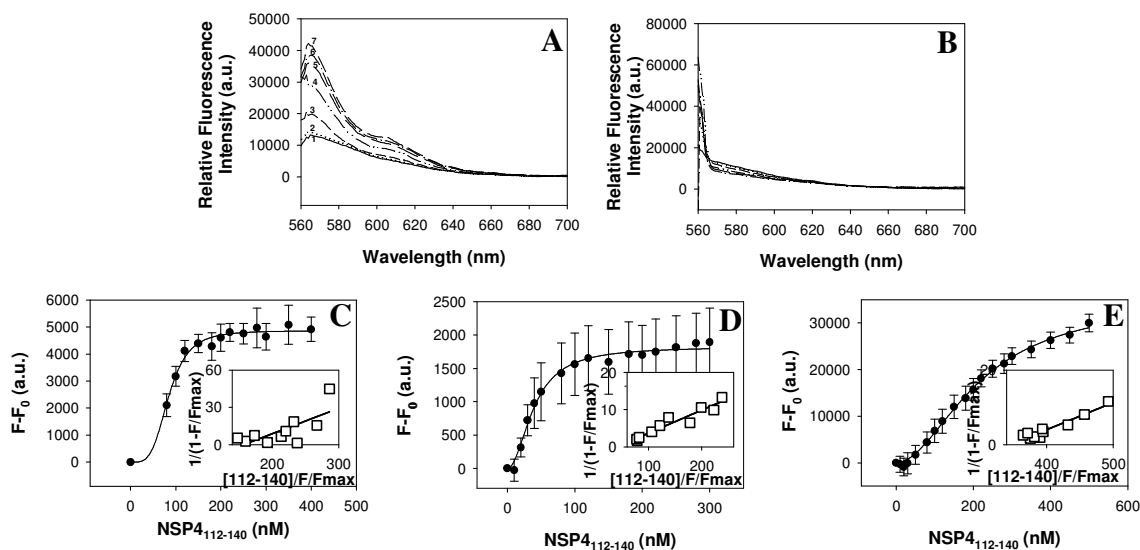 A
Relative Fluorescence
Intensity (a.u.)
50000
40000
30000
20000
10000
0
7
6
5
4
3
2
1
560 580 600 620 640 660 680 700
Wavelength (nm)
B
Relative Fluorescence
Intensity (a.u.)
80000
60000
40000
20000
0
560 580 600 620 640 660 680 700
Wavelength (nm)
C
F-F0 (a.u.)
6000
5000
4000
3000
2000
1000
0
1/(1-F/Fmax)
60
30
0
200 300
[112-140]/F/Fmax
0 100 200 300 400 500
NSP4112-140 (nM)
D
F-F0 (a.u.)
2500
2000
1500
1000
500
0
1/(1-F/Fmax)
20
10
0
100 200
[112-140]/F/Fmax
0 100 200 300
NSP4112-140 (nM)
E
F-F0 (a.u.)
30000
20000
10000
0
1/(1-F/Fmax)
0
400 500
[112-140]/F/Fmax
0 200 400 600
NSP4112-140 (nM)